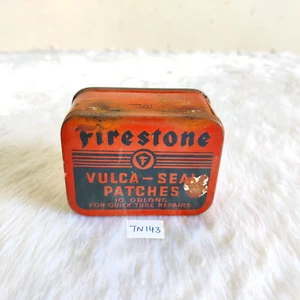 Firestone
F
VULCA-SEAL
PATCHES
10 OBLONG
FOR QUICK TUBE REPAIRS
TN143